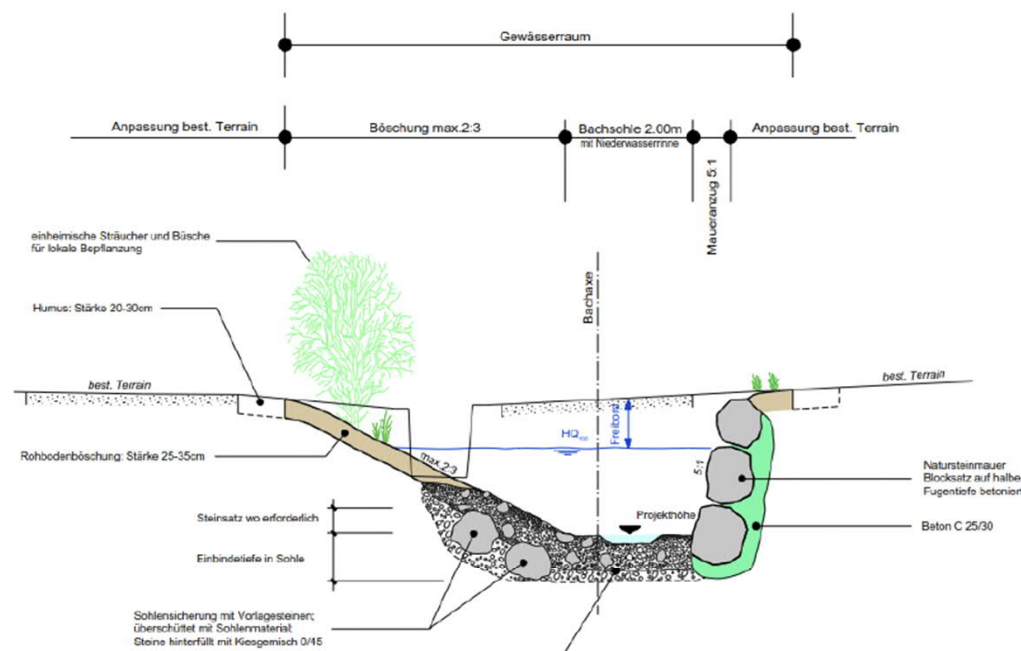 Gewässerraum
Anpassung best. Terrain
Böschung max.2:3
Bachsohle 2.00m
mit Niederwasserrinne
Anpassung best. Terrain
Maueranzug 5:1
einheimische Sträucher und Büsche
für lokale Bepflanzung
Bachaxe
Humus: Stärke 20-30cm
best. Terrain
best. Terrain
HQ
Freibord
Rohbodenböschung: Stärke 25-35cm
max.2:3
5:1
Natursteinmauer
Blocksatz auf halbe
Fugentiefe betoniert
Steinsatz wo erforderlich
Projekthöhe
Beton C 25/30
Einbindetiefe in Sohle
Sohlensicherung mit Vorlagesteinen;
überschüttet mit Sohlenmaterial;
Steine hinterfüllt mit Kiesgemisch 0/45